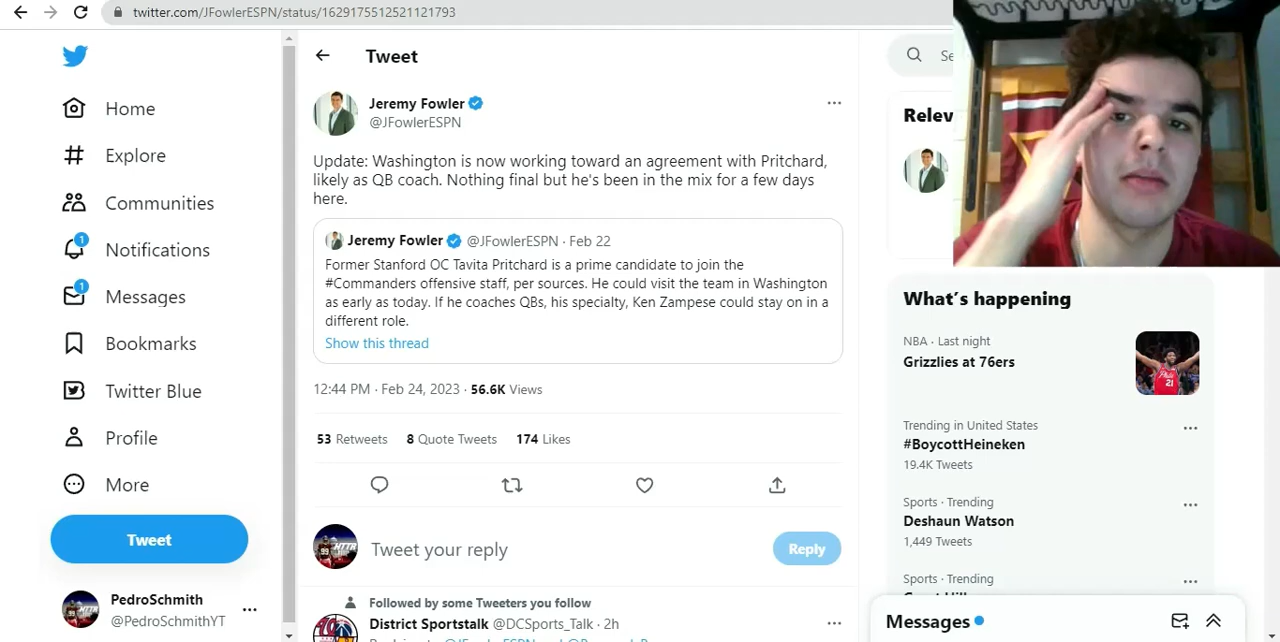 twitter.com/JFowlerESPN/status/1629175512521121793
Home
Explore
Communities
1
Notifications
1
Messages
Bookmarks
Twitter Blue
Profile
More
Tweet
PedroSchmith
@PedroSchmithYT
Tweet
Jeremy Fowler
@JFowlerESPN
Update: Washington is now working toward an agreement with Pritchard,
likely as QB coach. Nothing final but he's been in the mix for a few days
here.
Jeremy Fowler @JFowlerESPN · Feb 22
Former Stanford OC Tavita Pritchard is a prime candidate to join the
#Commanders offensive staff, per sources. He could visit the team in Washington
as early as today. If he coaches QBs, his specialty, Ken Zampese could stay on in a
different role.
Show this thread
12:44 PM · Feb 24, 2023 · 56.6K Views
53 Retweets 8 Quote Tweets 174 Likes
Tweet your reply
Reply
Followed by some Tweeters you follow
District Sportstalk @DCSports_Talk · 2h
Se
Relev
What's happening
NBA · Last night
Grizzlies at 76ers
Trending in United States
#BoycottHeineken
19.4K Tweets
Sports · Trending
Deshaun Watson
1,449 Tweets
Sports · Trending
Messages